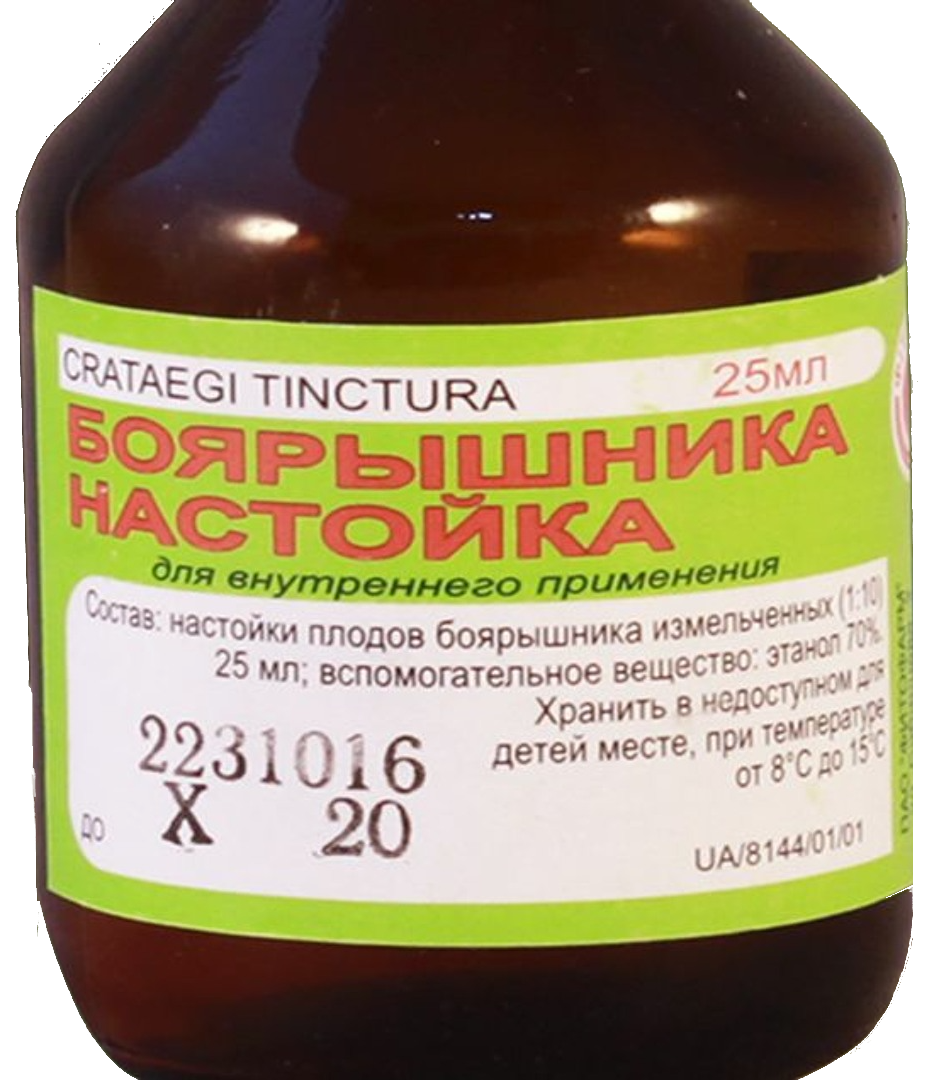 CRATAEGI TINCTURA 25мл
БОЯРЫШНИКА
НАСТОЙКА
для внутреннего применения
Состав: настойки плодов боярышника измельченных (1:10)
25 мл; вспомогательное вещество: этанол 70%.
Хранить в недоступном для
детей месте, при температуре
от 8°С до 15°С
2231016
до X 20
UA/8144/01/01
ПАО "ФИТОФАРМ"